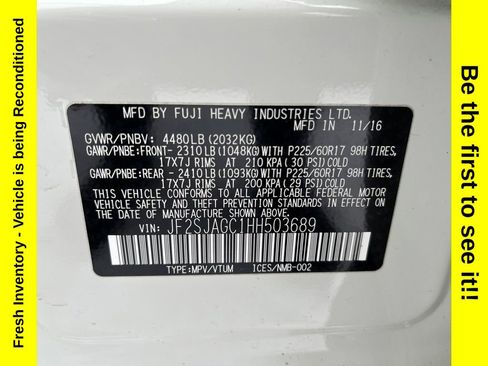 Fresh Inventory - Vehicle is being Reconditioned
MFD BY FUJI HEAVY INDUSTRIES LTD.
MFD IN 11/16
GVWR/PNBV: 4480LB(2032KG)
GAWR/PNBE:FRONT-2310LB(1048KG)WITH P225/60R17 98H TIRES,
17X7J RIMS AT 210 KPA(30 PSI)COLD
GAWR/PNBE:REAR -2410LB(1093KG)WITH P225/60R17 98H TIRES,
17X7J RIMS AT 200 KPA(29 PSI)COLD
THIS VEHICLE CONFORMS TO ALL APPLICABLE FEDERAL MOTOR
VEHICLE SAFETY AND THEFT PREVENTION STANDARDS IN EFFECT ON
THE DATE OF MANUFACTURE SHOWN ABOVE.
VIN: JF2SJAGC1HH503689
TYPE:MPV/VTUM ICES/NMB-002
Be the first one to see it!!